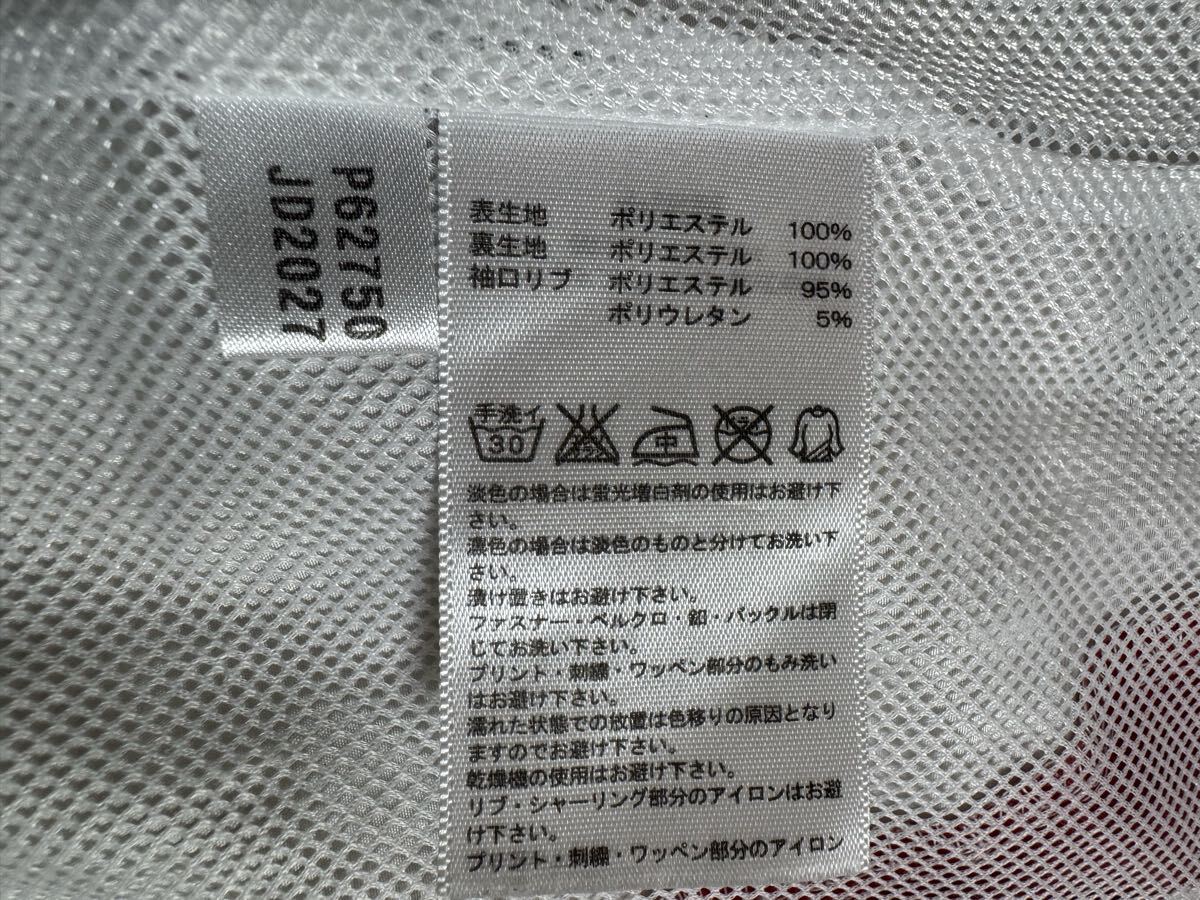 P62750
JD2027
表生地 ポリエステル 100%
裏生地 ポリエステル 100%
袖口リブ ポリエステル 95%
ポリウレタン 5%
手洗イ
30
中
淡色の場合は蛍光増白剤の使用はお避け下
さい。
濃色の場合は淡色のものと分けてお洗い下
さい。
漬け置きはお避け下さい。
ファスナー・ベルクロ・釦・バックルは閉
じてお洗い下さい。
プリント・刺繍・ワッペン部分のもみ洗い
はお避け下さい。
濡れた状態での放置は色移りの原因となり
ますのでお避け下さい。
乾燥機の使用はお避け下さい。
リブ・シャーリング部分のアイロンはお避
け下さい。
プリント・刺繍・ワッペン部分のアイロン